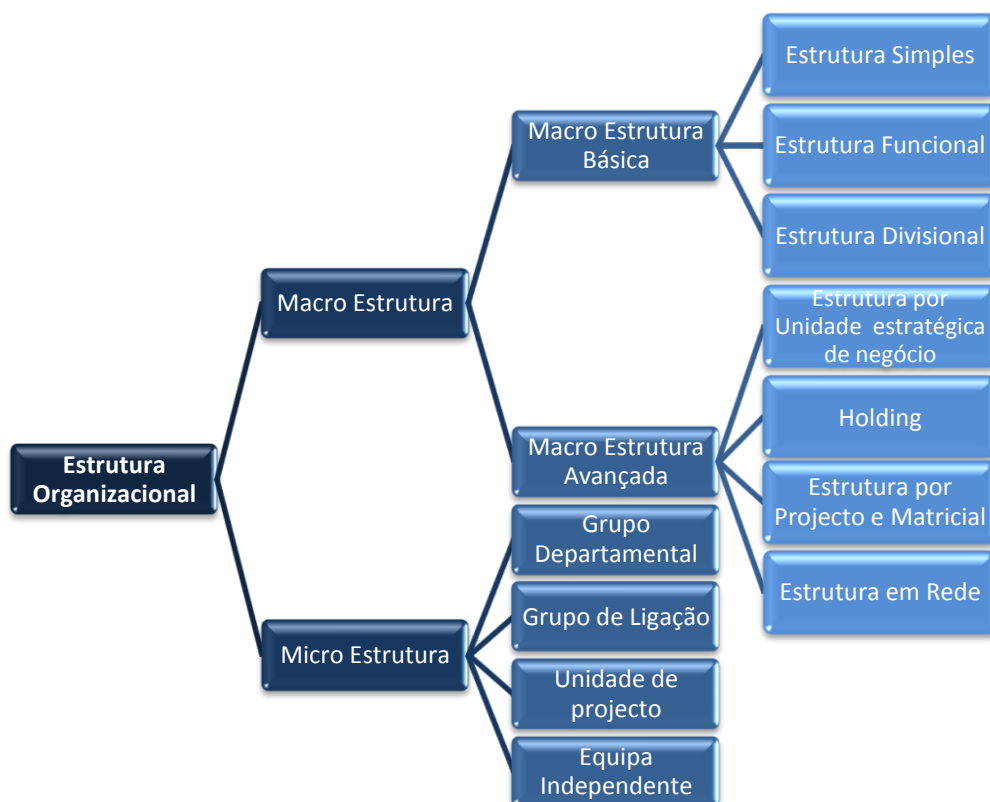 Estrutura
Organizacional
Macro Estrutura
Macro Estrutura
Básica
Estrutura Simples
Estrutura Funcional
Estrutura Divisional
Macro Estrutura
Avançada
Estrutura por
Unidade estratégica
de negócio
Holding
Estrutura por
Projecto e Matricial
Estrutura em Rede
Micro Estrutura
Grupo
Departamental
Grupo de Ligação
Unidade de
projecto
Equipa
Independente